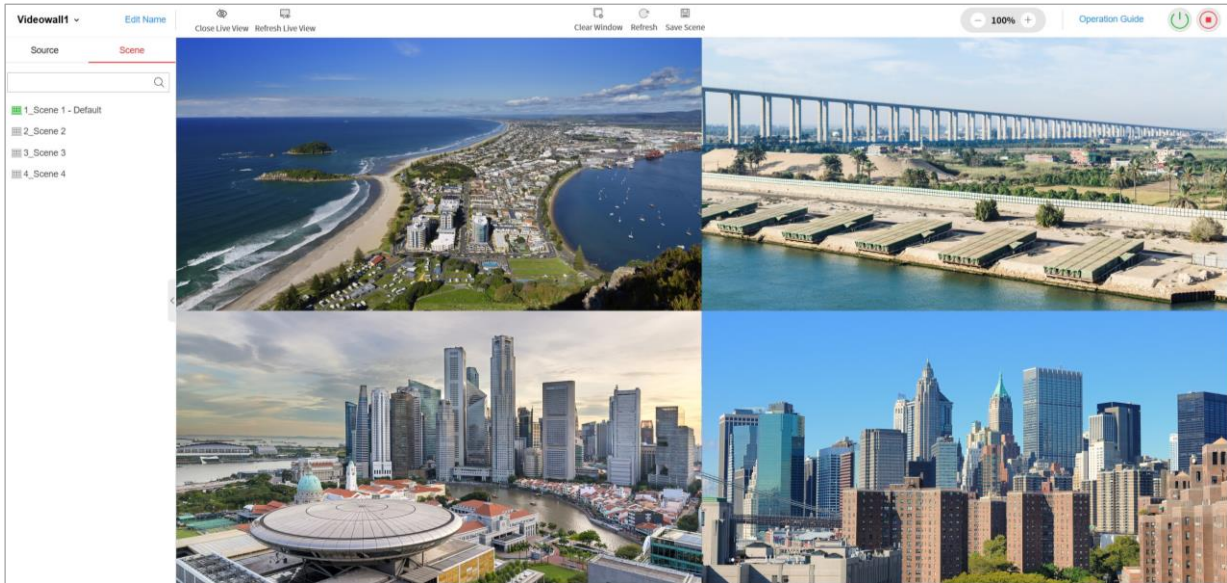 Videowall1
Edit Name
Close Live View
Refresh Live View
Clear Window
Refresh
Save Scene
100%
Operation Guide
Source
Scene
1_Scene 1 - Default
2_Scene 2
3_Scene 3
4_Scene 4